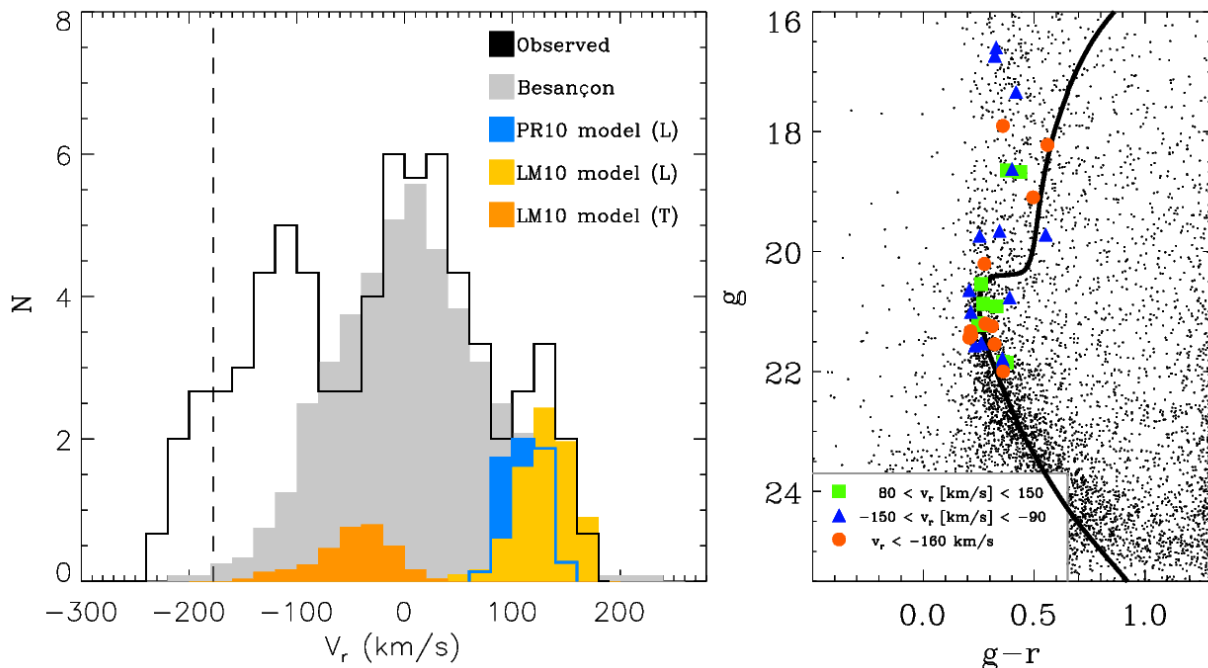 8
6
4
2
0
N
−300
−200
−100
0
100
200
V_r (km/s)
Observed
Besançon
PR10 model (L)
LM10 model (L)
LM10 model (T)
16
18
20
22
24
g
0.0
0.5
1.0
g−r
80 < v_r [km/s] < 150
−150 < v_r [km/s] < −90
v_r < −160 km/s